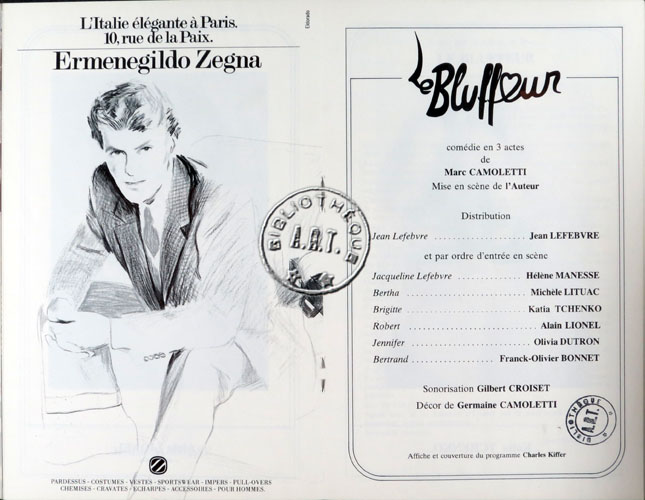 L'Italie élégante à Paris.
10, rue de la Paix.
Ermenegildo Zegna
PARDESSUS - COSTUMES - VESTES - SPORTSWEAR - IMPERS - PULL-OVERS
CHEMISES - CRAVATES - ECHARPES - ACCESSOIRES - POUR HOMMES.
BIBLIOTHÈQUE
A.R.T.
Le Bluffeur
comédie en 3 actes
de
Marc CAMOLETTI
Mise en scène de l'Auteur
Distribution
Jean Lefebvre ...................... Jean LEFEBVRE
et par ordre d'entrée en scène
Jacqueline Lefebvre ............... Hélène MANESSE
Bertha ........................... Michèle LITUAC
Brigitte .......................... Katia TCHENKO
Robert ........................... Alain LIONEL
Jennifer .......................... Olivia DUTRON
Bertrand .................. Franck-Olivier BONNET
Sonorisation Gilbert CROISET
Décor de Germaine CAMOLETTI
BIBLIOTHÈQUE
A.R.T.
Affiche et couverture du programme Charles Kiffer